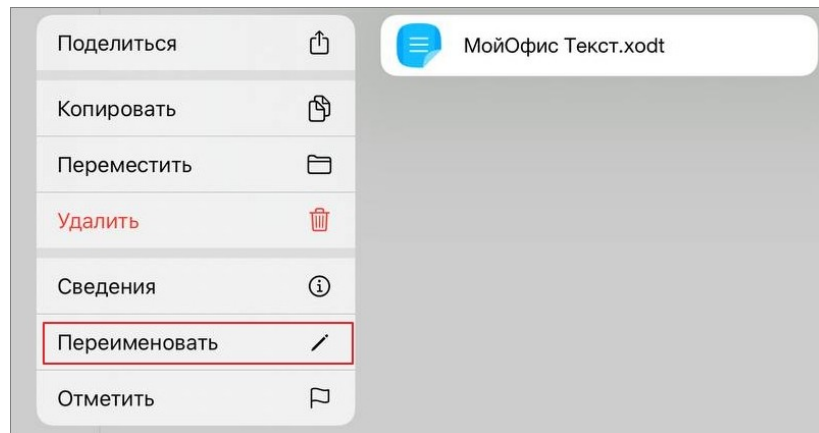 Поделиться
МойОфис Текст.xodt
Копировать
Переместить
Удалить
Сведения
Переименовать
Отметить